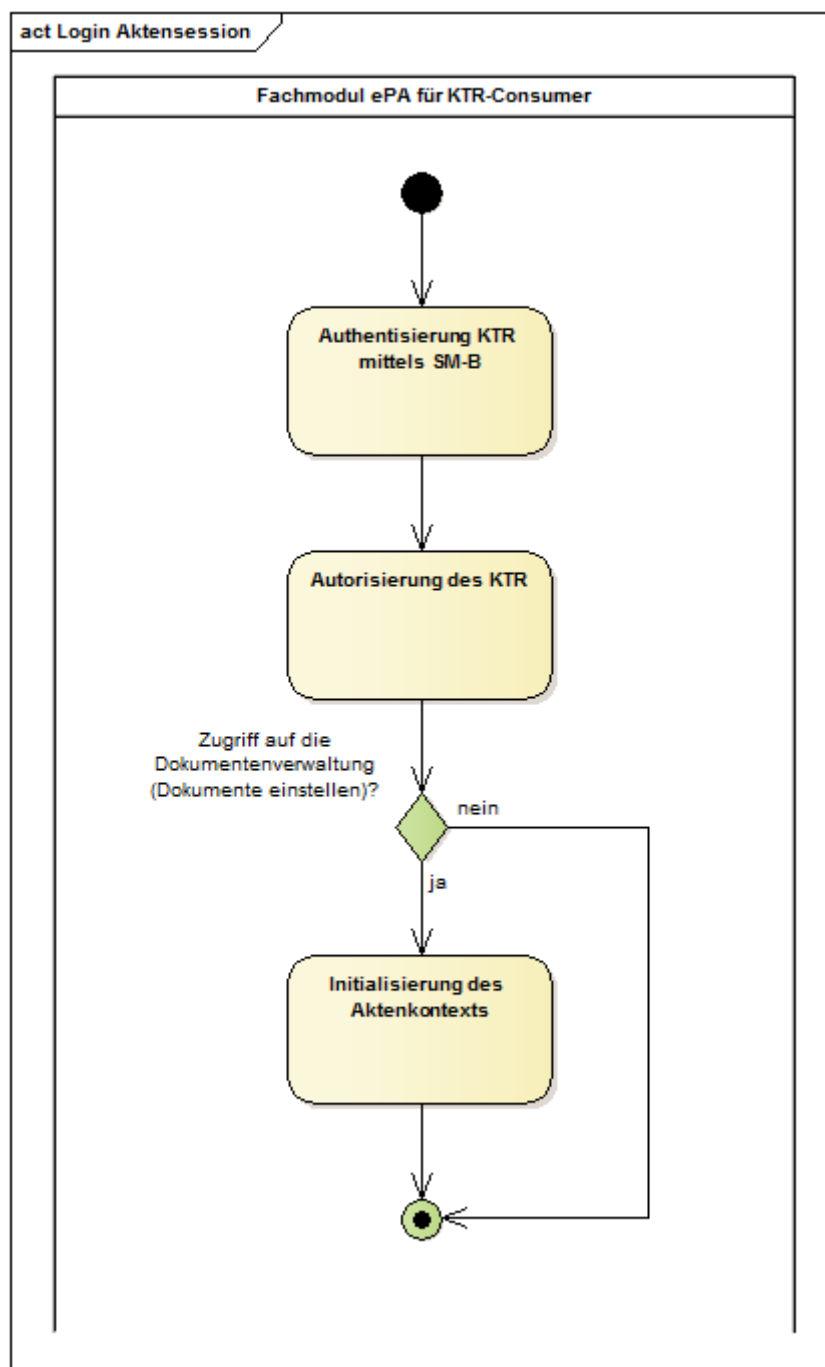 act Login Aktensession
Fachmodul ePA für KTR-Consumer
Authentisierung KTR
mittels SM-B
Autorisierung des KTR
Zugriff auf die
Dokumentenverwaltung
(Dokumente einstellen)?
nein
ja
Initialisierung des
Aktenkontexts